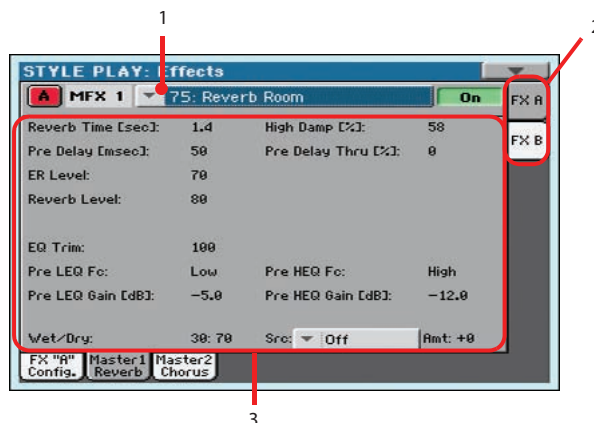 1
2
STYLE PLAY: Effects
A MFX 1 75: Reverb Room On FX A
Reverb Time [sec]: 1.4 High Damp [%]: 58
FX B
Pre Delay [msec]: 50 Pre Delay Thru [%]: 0
ER Level: 70
Reverb Level: 80
EQ Trim: 100
Pre LEQ Fc: Low Pre HEQ Fc: High
Pre LEQ Gain [dB]: -5.0 Pre HEQ Gain [dB]: -12.0
Wet/Dry: 30:70 Src: Off Amt: +0
FX "A" Master1 Master2
Config. Reverb Chorus
3